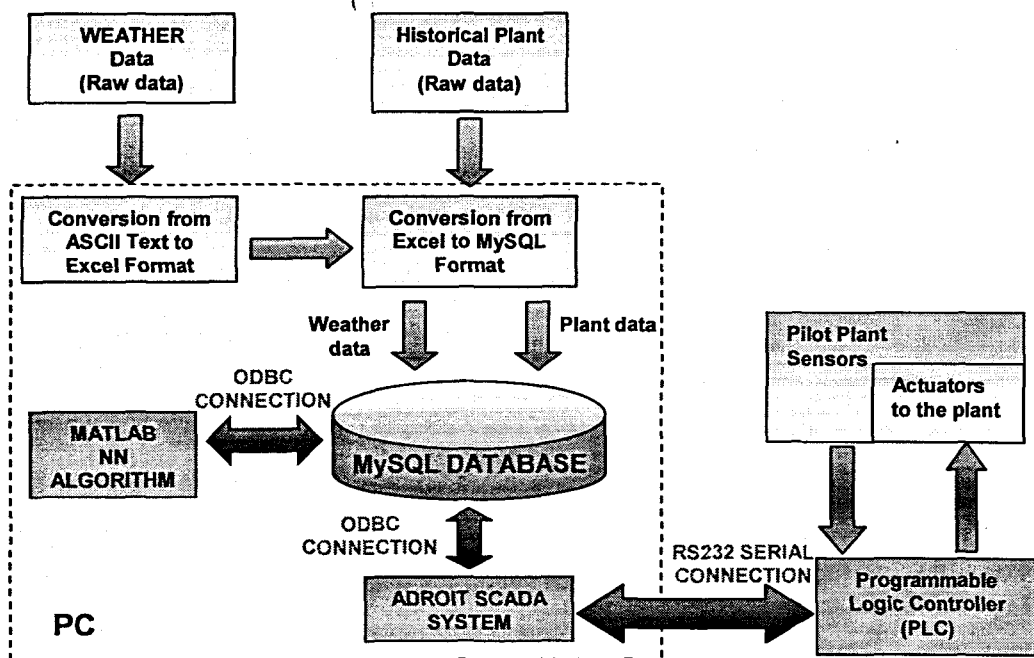 WEATHER
Data
(Raw data)
Historical Plant
Data
(Raw data)
Conversion from
ASCII Text to
Excel Format
Conversion from
Excel to MySQL
Format
Weather
data
Plant data
Pilot Plant
Sensors
Actuators
to the plant
ODBC
CONNECTION
MATLAB
NN
ALGORITHM
MySQL DATABASE
ODBC
CONNECTION
RS232 SERIAL
CONNECTION
ADROIT SCADA
SYSTEM
Programmable
Logic Controller
(PLC)
PC